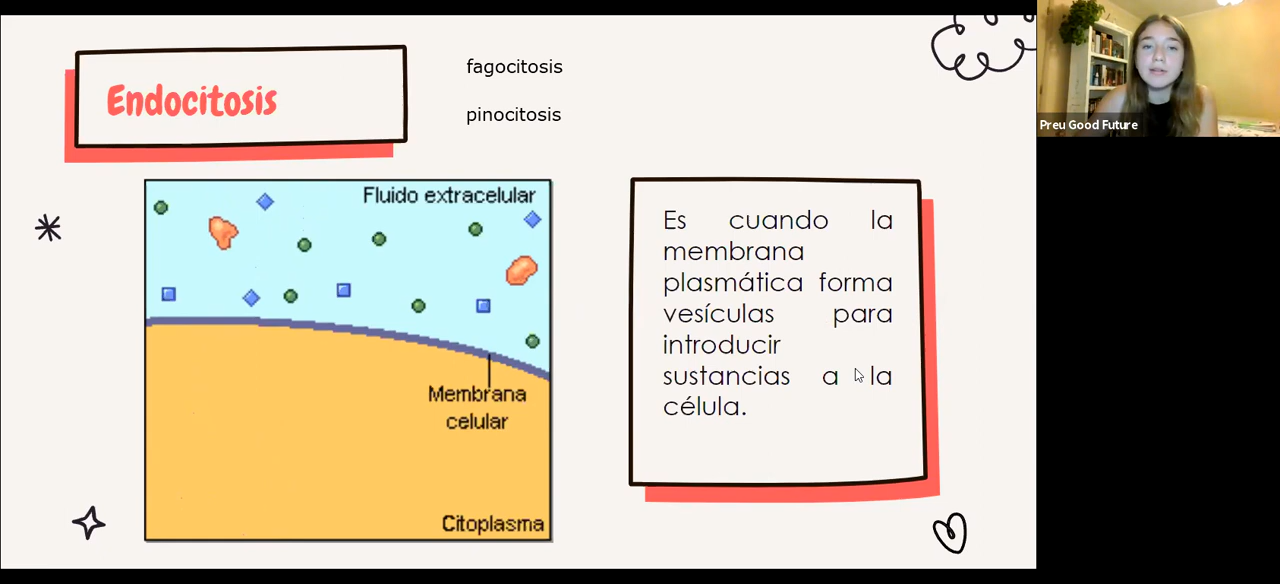 Endocitosis
fagocitosis
pinocitosis
Fluido extracelular
Membrana
celular
Citoplasma
Es cuando la
membrana
plasmática forma
vesículas para
introducir
sustancias a la
célula.
Preu Good Future